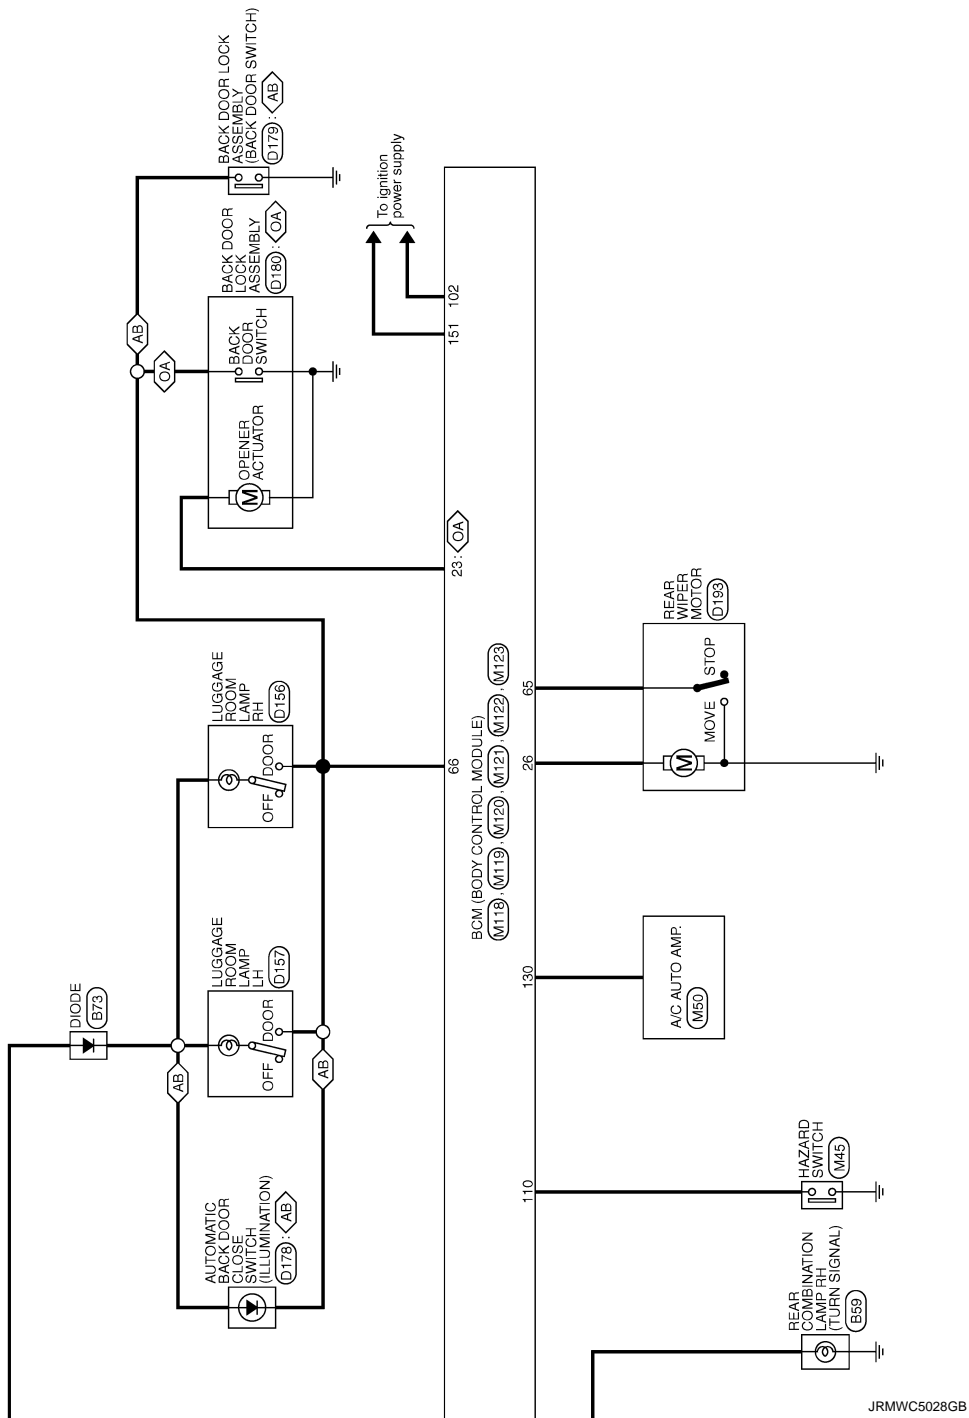 BACK DOOR LOCK
ASSEMBLY
(BACK DOOR SWITCH)
D179 : AB
BACK DOOR
LOCK
ASSEMBLY
D180 : OA
To ignition
power supply
102
151
AB
OA
BACK
DOOR
SWITCH
OPENER
ACTUATOR
M
23 : OA
REAR
WIPER
MOTOR
D193
STOP
MOVE
M
65
26
LUGGAGE
ROOM
LAMP
RH
D156
DOOR
OFF
66
BCM (BODY CONTROL MODULE)
M118 , M119 , M120 , M121 , M122 , M123
LUGGAGE
ROOM
LAMP
LH
D157
DOOR
OFF
130
A/C AUTO AMP.
M50
DIODE
B73
AB
AB
HAZARD
SWITCH
M45
110
AUTOMATIC
BACK DOOR
CLOSE
SWITCH
(ILLUMINATION)
D178 : AB
REAR
COMBINATION
LAMP RH
(TURN SIGNAL)
B59
JRMWC5028GB